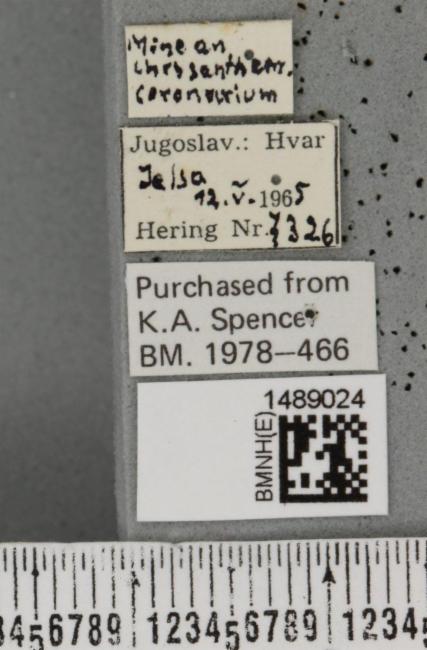 Mine an
Chrysanthem.
Coronarium
Jugoslav.: Hvar
Jelsa
12.V.1965
Hering Nr. 7326
Purchased from
K.A. Spencer
BM. 1978-466
BMNH(E)
1489024
3456789 123456789 12345